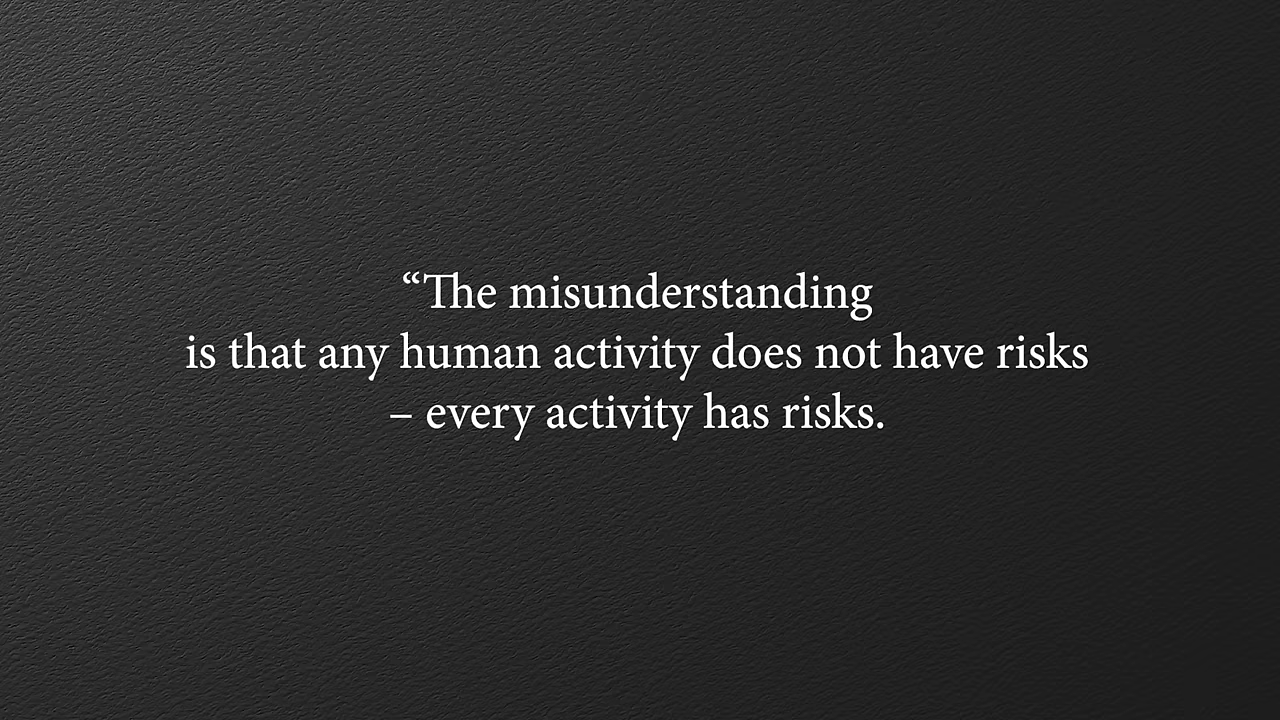 “The misunderstanding
is that any human activity does not have risks
– every activity has risks.